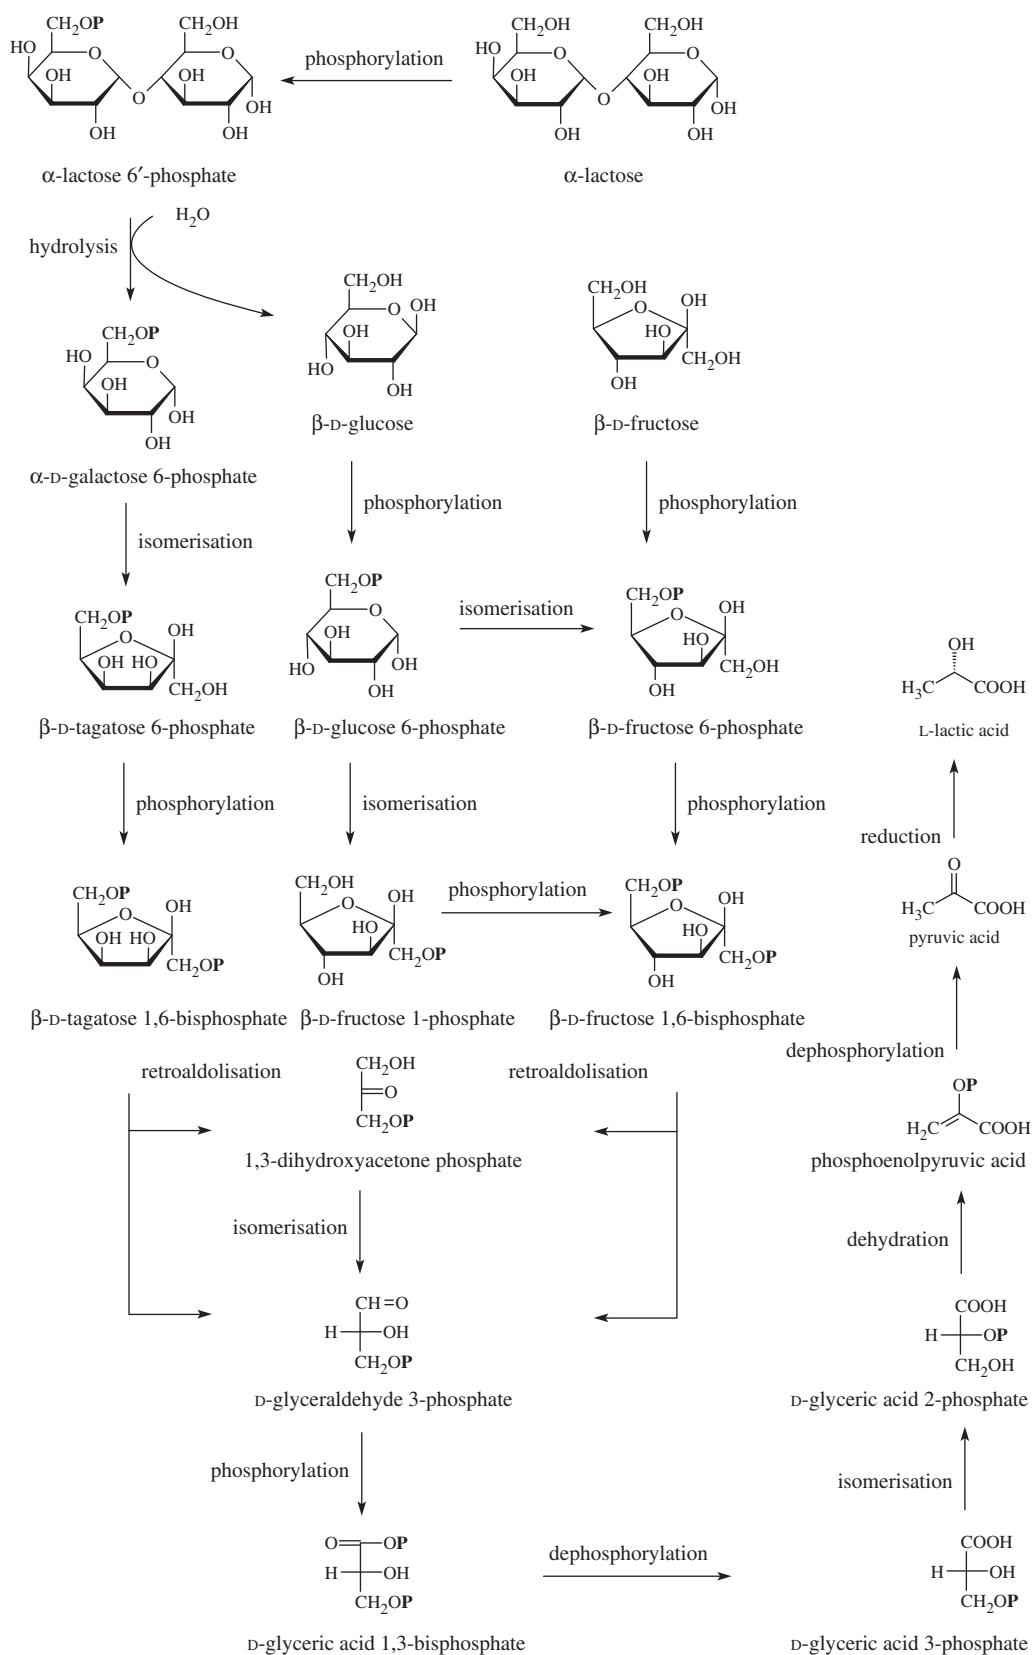 CH₂OP
CH₂OH
HO
O
O
OH
OH
O
OH
OH
OH
phosphorylation
CH₂OH
CH₂OH
HO
O
O
OH
OH
O
OH
OH
OH
α-lactose 6′-phosphate
α-lactose
H₂O
hydrolysis
CH₂OP
HO
O
OH
OH
OH
α-D-galactose 6-phosphate
CH₂OH
O
OH
OH
HO
OH
β-D-glucose
CH₂OH
O
OH
HO
CH₂OH
OH
β-D-fructose
phosphorylation
phosphorylation
isomerisation
CH₂OP
O
OH
OH HO
CH₂OH
β-D-tagatose 6-phosphate
CH₂OP
O
OH
HO
OH
OH
β-D-glucose 6-phosphate
isomerisation
CH₂OP
O
OH
HO
CH₂OH
OH
β-D-fructose 6-phosphate
OH
H₃C
COOH
L-lactic acid
phosphorylation
isomerisation
phosphorylation
reduction
CH₂OP
O
OH
OH HO
CH₂OP
β-D-tagatose 1,6-bisphosphate
CH₂OH
O
OH
HO
CH₂OP
OH
β-D-fructose 1-phosphate
phosphorylation
CH₂OP
O
OH
HO
CH₂OP
OH
β-D-fructose 1,6-bisphosphate
O
H₃C
COOH
pyruvic acid
dephosphorylation
retroaldolisation
CH₂OH
O
CH₂OP
1,3-dihydroxyacetone phosphate
retroaldolisation
OP
H₂C
COOH
phosphoenolpyruvic acid
isomerisation
dehydration
CH=O
H
OH
CH₂OP
D-glyceraldehyde 3-phosphate
COOH
H
OP
CH₂OH
D-glyceric acid 2-phosphate
phosphorylation
isomerisation
O
OP
H
OH
CH₂OP
D-glyceric acid 1,3-bisphosphate
dephosphorylation
COOH
H
OH
CH₂OP
D-glyceric acid 3-phosphate